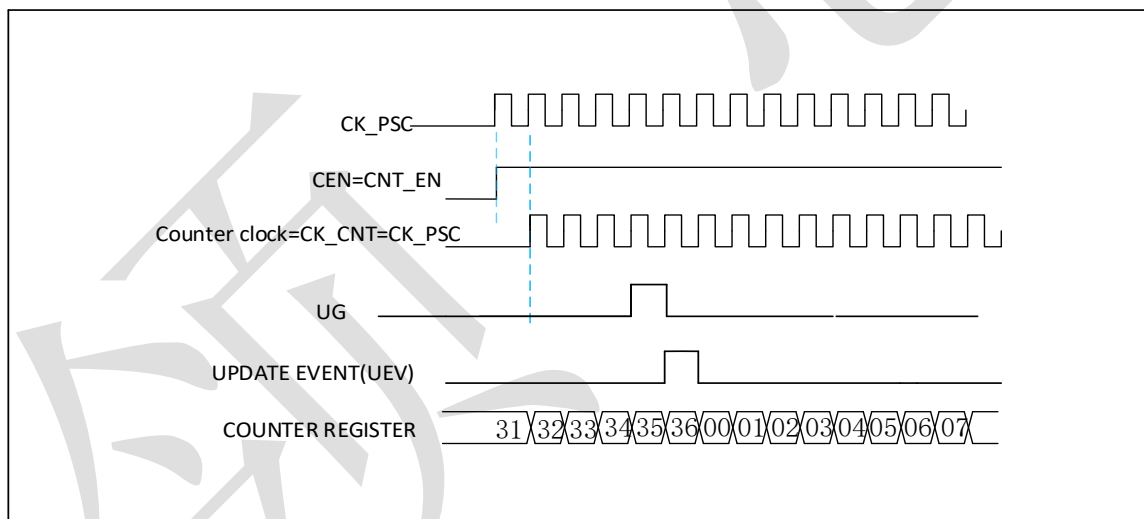 CK_PSC
CEN=CNT_EN
Counter clock=CK_CNT=CK_PSC
UG
UPDATE EVENT(UEV)
COUNTER REGISTER 31 32 33 34 35 36 00 01 02 03 04 05 06 07